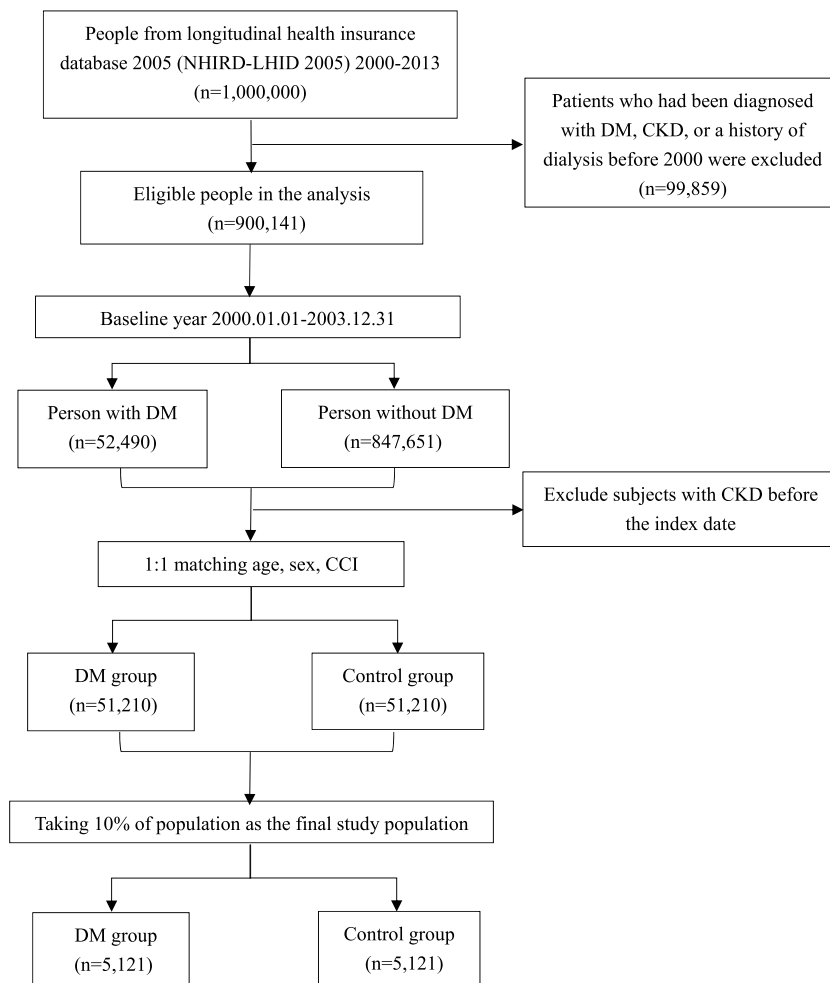 People from longitudinal health insurance
database 2005 (NHIRD-LHID 2005) 2000-2013
(n=1,000,000)
Patients who had been diagnosed
with DM, CKD, or a history of
dialysis before 2000 were excluded
(n=99,859)
Eligible people in the analysis
(n=900,141)
Baseline year 2000.01.01-2003.12.31
Person with DM
(n=52,490)
Person without DM
(n=847,651)
Exclude subjects with CKD before
the index date
1:1 matching age, sex, CCI
DM group
(n=51,210)
Control group
(n=51,210)
Taking 10% of population as the final study population
DM group
(n=5,121)
Control group
(n=5,121)